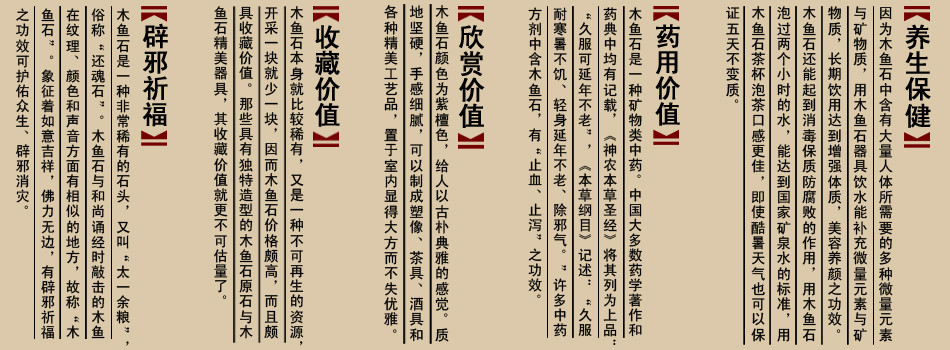 养生保健
因为木鱼石中含有大量人体所需要的多种微量元素
与矿物质，用木鱼石器具饮水能补充微量元素与矿
物质，长期饮用达到增强体质，美容养颜之功效。
木鱼石还能起到消毒保质防腐败的作用，用木鱼石
泡过两个小时的水，能达到国家矿泉水的标准，用
木鱼石茶杯泡茶口感更佳，即使酷暑天气也可以保
证五天不变质。
药用价值
木鱼石是一种矿物类中药。中国大多数药学著作和
药典中均有记载，《神农本草圣经》将其列为上品：
“久服可延年不老”，《本草纲目》记述：“久服
耐寒暑不饥、轻身延年不老、除邪气。”许多中药
方剂中含木鱼石，有“止血、止泻”之功效。
欣赏价值
木鱼石颜色为紫檀色，给人以古朴典雅的感觉。质
地坚硬，手感细腻，可以制成塑像、茶具、酒具和
各种精美工艺品，置于室内显得大方而不失优雅。
收藏价值
木鱼石本身就比较稀有，又是一种不可再生的资源，
开采一块就少一块，因而木鱼石价格颇高，而且颇
具收藏价值。那些具有独特造型的木鱼石原石与木
鱼石精美器具，其收藏价值就更不可估量了。
辟邪祈福
木鱼石是一种非常稀有的石头，又叫“太一余粮”，
俗称“还魂石”。木鱼石与和尚诵经时敲击的木鱼
在纹理、颜色和声音方面有相似的地方，故称“木
鱼石”。象征着如意吉祥，佛力无边，有辟邪祈福
之功效可护佑众生、辟邪消灾。